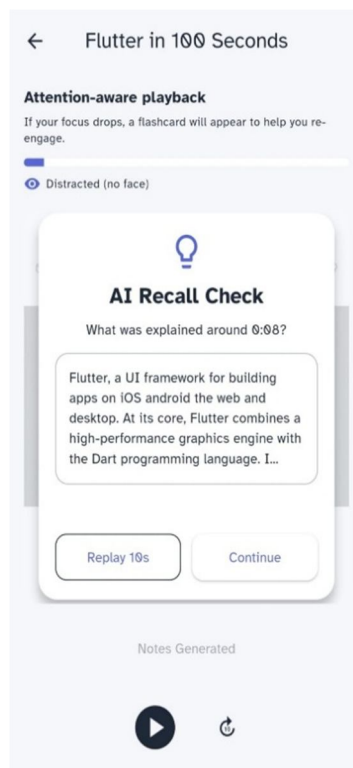 Flutter in 100 Seconds
Attention-aware playback
If your focus drops, a flashcard will appear to help you re-
engage.
Distracted (no face)
AI Recall Check
What was explained around 0:08?
Flutter, a UI framework for building
apps on iOS android the web and
desktop. At its core, Flutter combines a
high-performance graphics engine with
the Dart programming language. I...
Replay 10s
Continue
Notes Generated